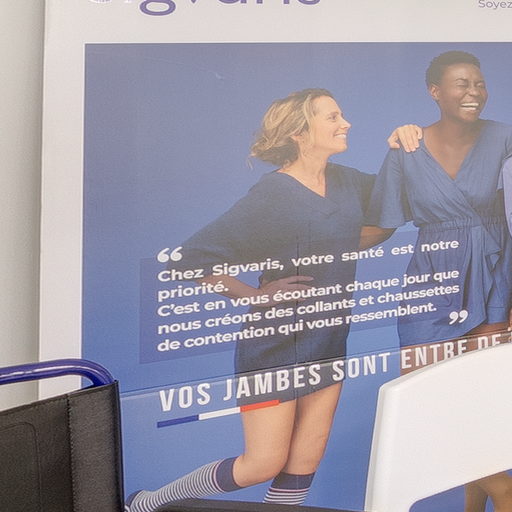 Sigvaris
Soyez
“
Chez Sigvaris, votre santé est notre
priorité.
C'est en vous écoutant chaque jour que
nous créons des collants et chaussettes
de contention qui vous ressemblent.
”
VOS JAMBES SONT ENTRE DE